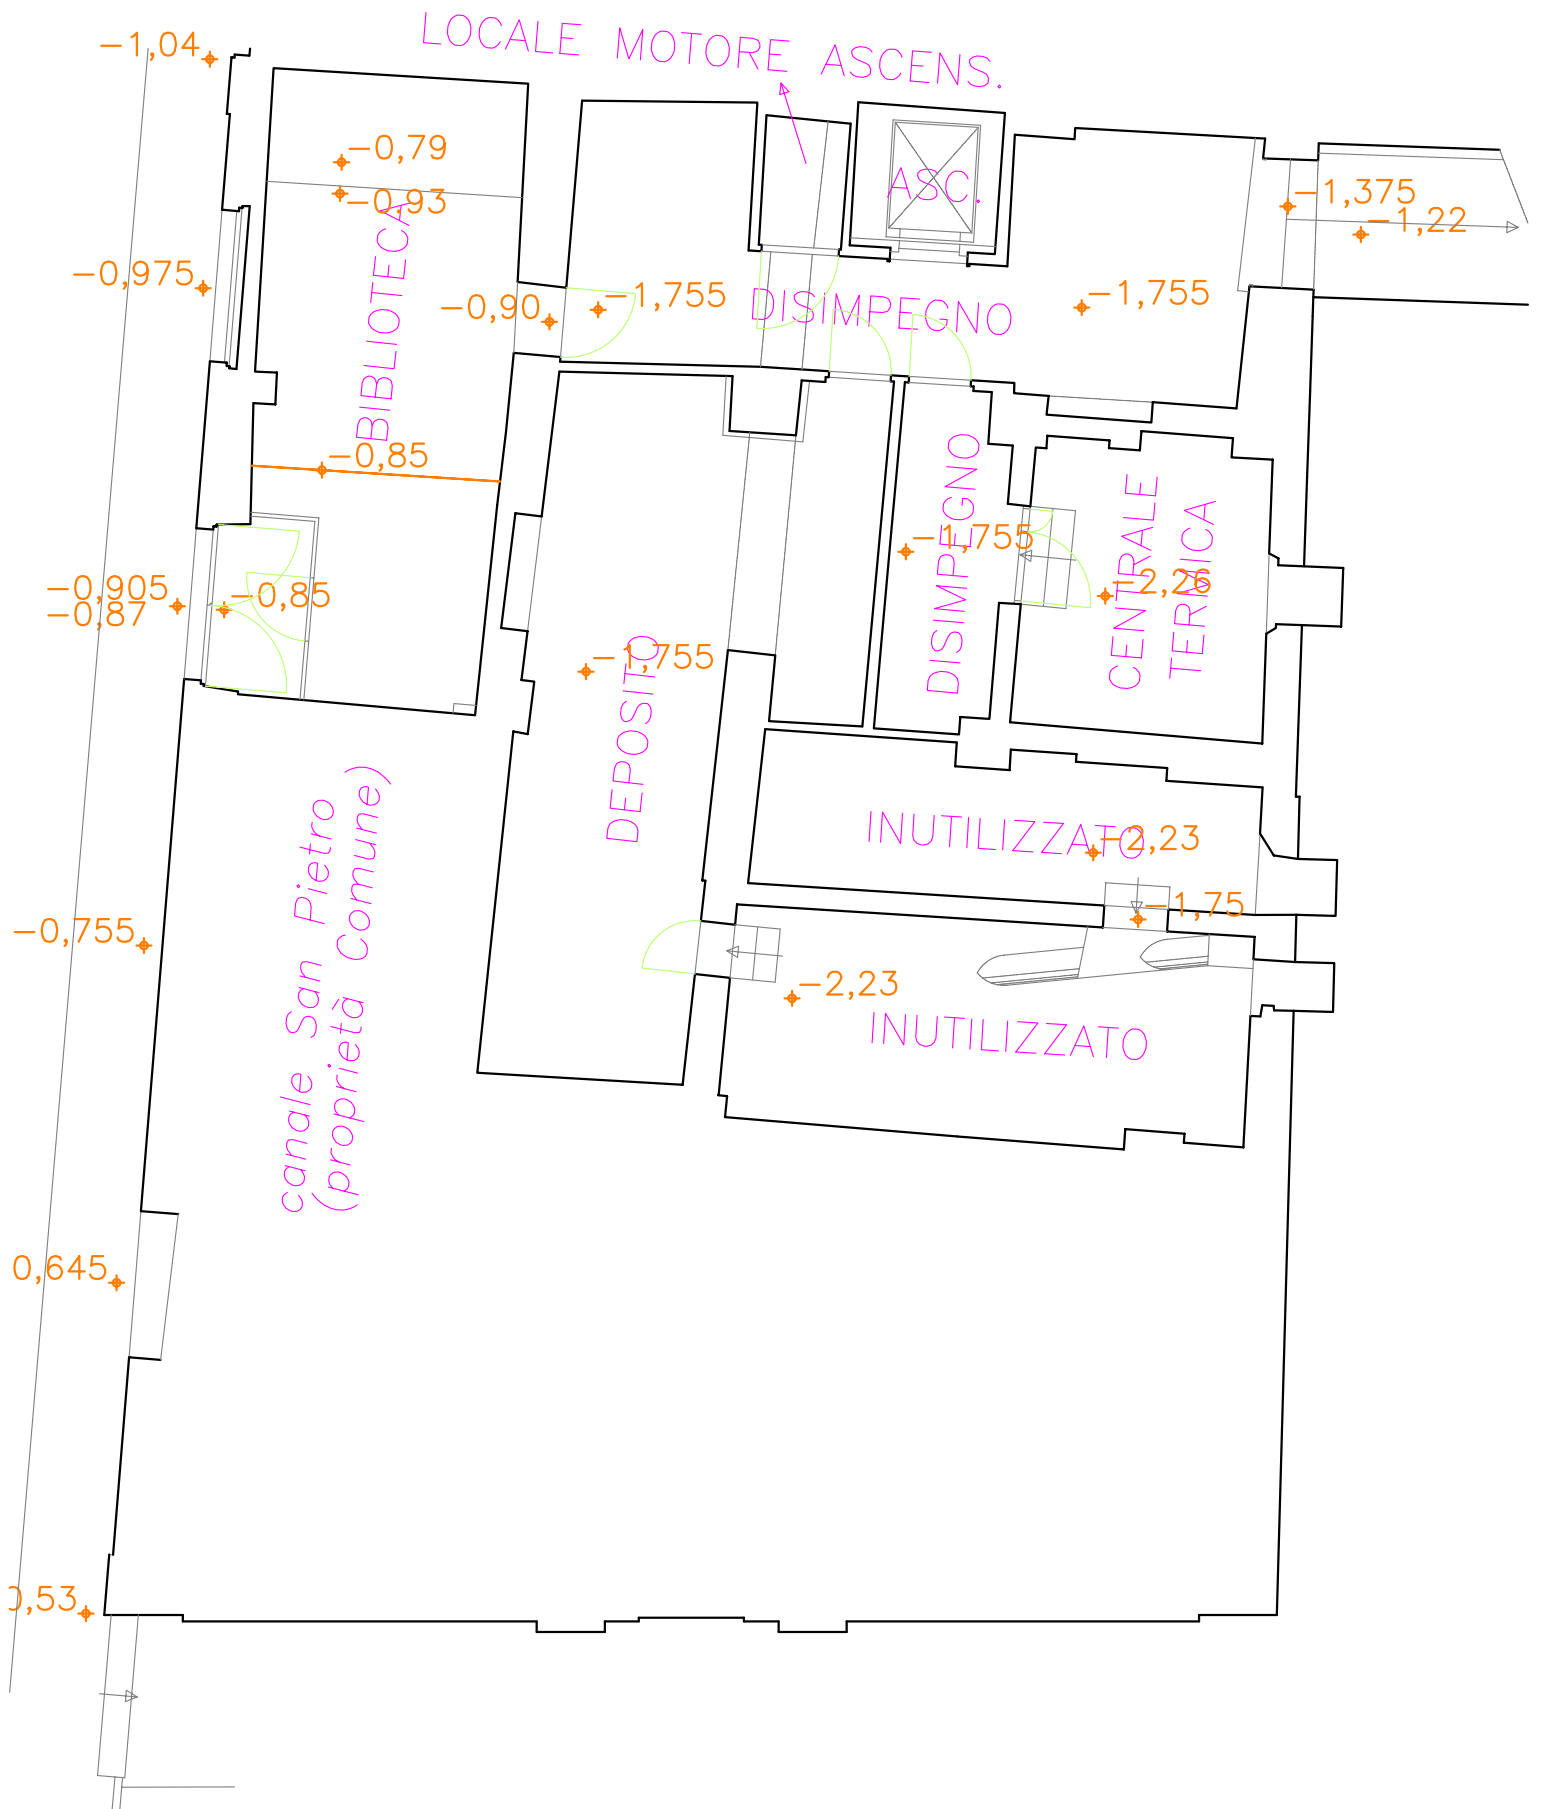 LOCALE MOTORE ASCENS.
-1,04
-0,79
-0,93
ASC.
-1,375
-1,22
-0,975
BIBLIOTECA
-0,90
-1,755
DISIMPEGNO
-1,755
-0,85
DISIMPEGNO
-1,755
CENTRALE
TERMICA
-2,26
-0,905
-0,87
-0,85
DEPOSITO
-1,755
canale San Pietro
(proprietà Comune)
INUTILIZZATO
-2,23
-1,75
-0,755
-2,23
INUTILIZZATO
0,645
0,53